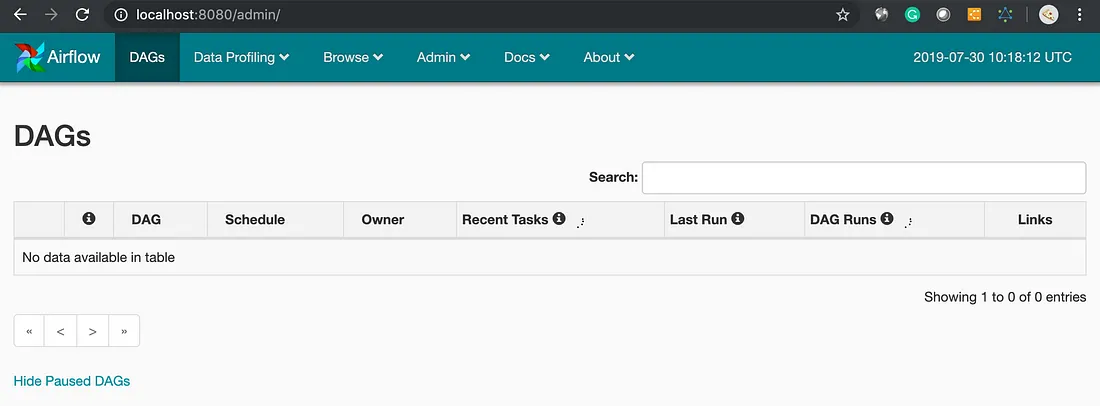 localhost:8080/admin/
Airflow DAGs Data Profiling Browse Admin Docs About 2019-07-30 10:18:12 UTC
DAGs
Search:
DAG Schedule Owner Recent Tasks Last Run DAG Runs Links
No data available in table
Showing 1 to 0 of 0 entries
« < > »
Hide Paused DAGs